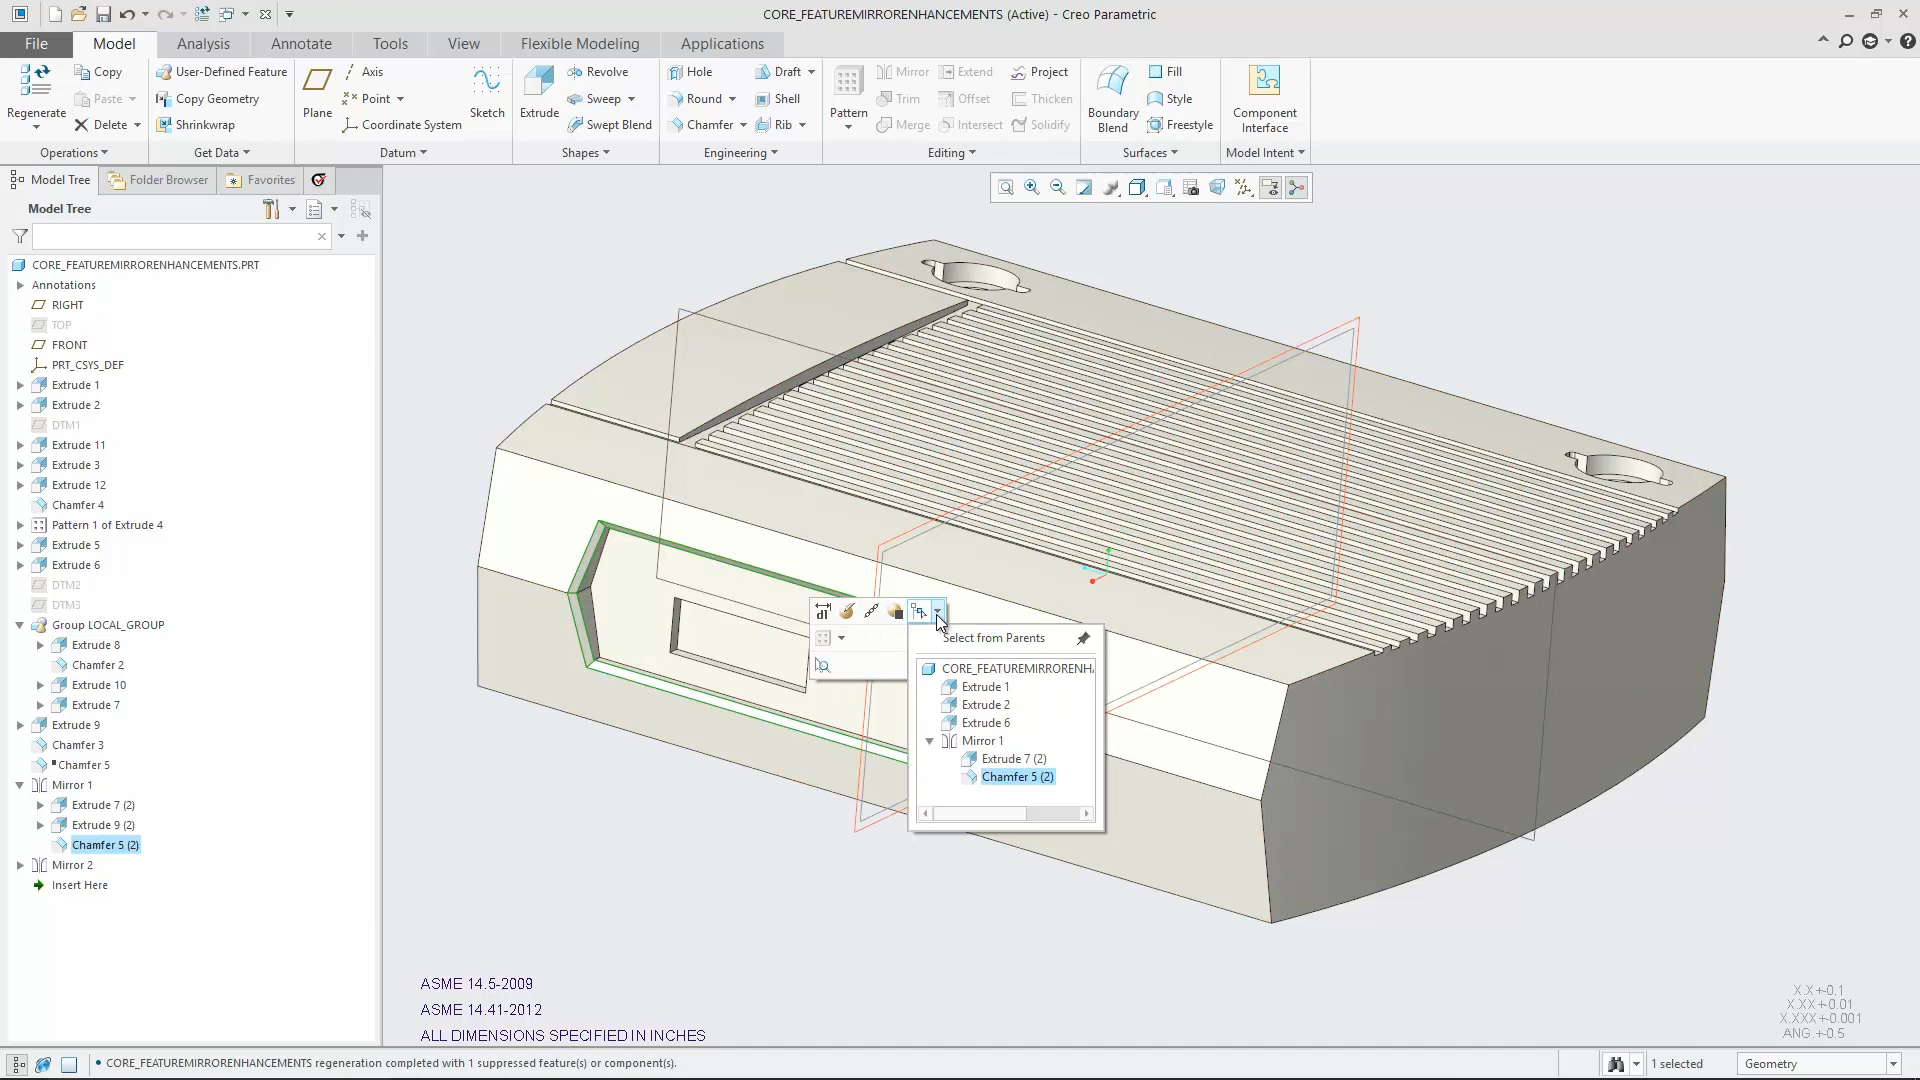 CORE_FEATUREMIRRORENHANCEMENTS (Active) - Creo Parametric
File Model Analysis Annotate Tools View Flexible Modeling Applications
Regenerate
Copy
Paste
Delete
Operations
User-Defined Feature
Copy Geometry
Shrinkwrap
Get Data
Plane
Axis
Point
Coordinate System
Sketch
Datum
Extrude
Revolve
Sweep
Swept Blend
Shapes
Hole
Round
Chamfer
Draft
Shell
Rib
Engineering
Pattern
Mirror
Trim
Merge
Extend
Offset
Intersect
Project
Thicken
Solidify
Editing
Boundary
Blend
Fill
Style
Freestyle
Surfaces
Component
Interface
Model Intent
Model Tree Folder Browser Favorites
Model Tree
CORE_FEATUREMIRRORENHANCEMENTS.PRT
Annotations
RIGHT
TOP
FRONT
PRT_CSYS_DEF
Extrude 1
Extrude 2
DTM1
Extrude 11
Extrude 3
Extrude 12
Chamfer 4
Pattern 1 of Extrude 4
Extrude 5
Extrude 6
DTM2
DTM3
Group LOCAL_GROUP
Extrude 8
Chamfer 2
Extrude 10
Extrude 7
Extrude 9
Chamfer 3
Chamfer 5
Mirror 1
Extrude 7 (2)
Extrude 9 (2)
Chamfer 5 (2)
Mirror 2
Insert Here
Select from Parents
CORE_FEATUREMIRRORENH
Extrude 1
Extrude 2
Extrude 6
Mirror 1
Extrude 7 (2)
Chamfer 5 (2)
ASME 14.5-2009
ASME 14.41-2012
ALL DIMENSIONS SPECIFIED IN INCHES
X.X+-0.1
X.XX+-0.01
X.XXX+-0.001
ANG.+-0.5
• CORE_FEATUREMIRRORENHANCEMENTS regeneration completed with 1 suppressed feature(s) or component(s).
1 selected
Geometry